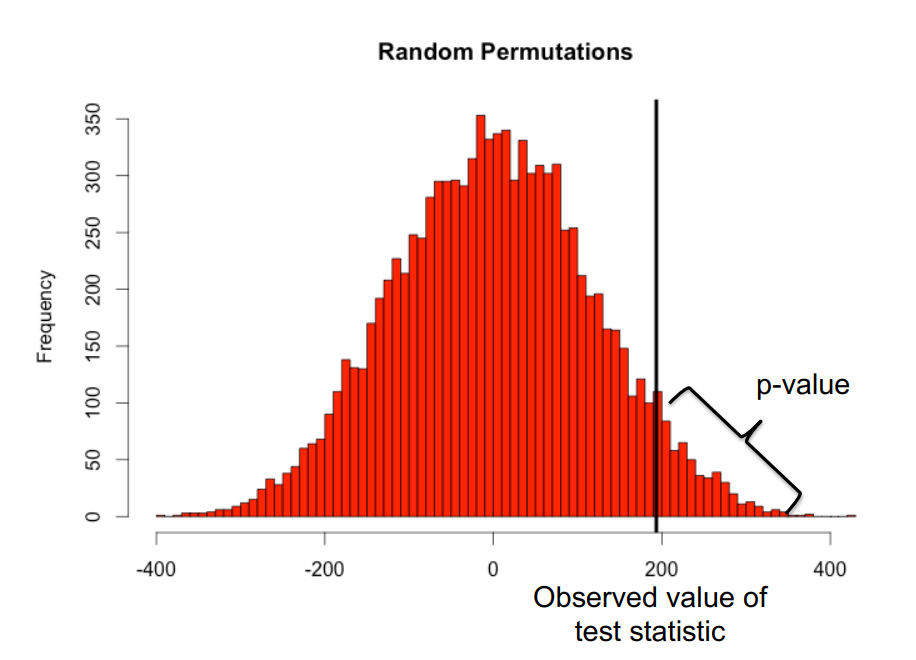 Random Permutations
350
300
250
200
150
100
50
0
Frequency
p-value
-400 -200 0 200 400
Observed value of
test statistic